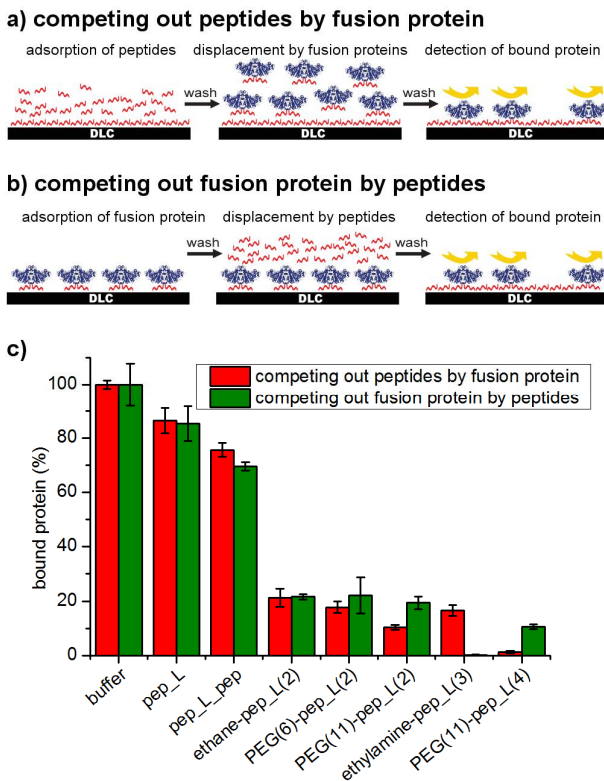 a) competing out peptides by fusion protein
adsorption of peptides displacement by fusion proteins detection of bound protein
wash wash
DLC DLC DLC
b) competing out fusion protein by peptides
adsorption of fusion protein displacement by peptides detection of bound protein
wash wash
DLC DLC DLC
c)
competing out peptides by fusion protein
competing out fusion protein by peptides
100
80
60
40
20
0
bound protein (%)
buffer
pep_L
pep_L_pep
ethane-pep_L(2)
PEG(6)-pep_L(2)
PEG(11)-pep_L(2)
ethylamine-pep_L(3)
PEG(11)-pep_L(4)